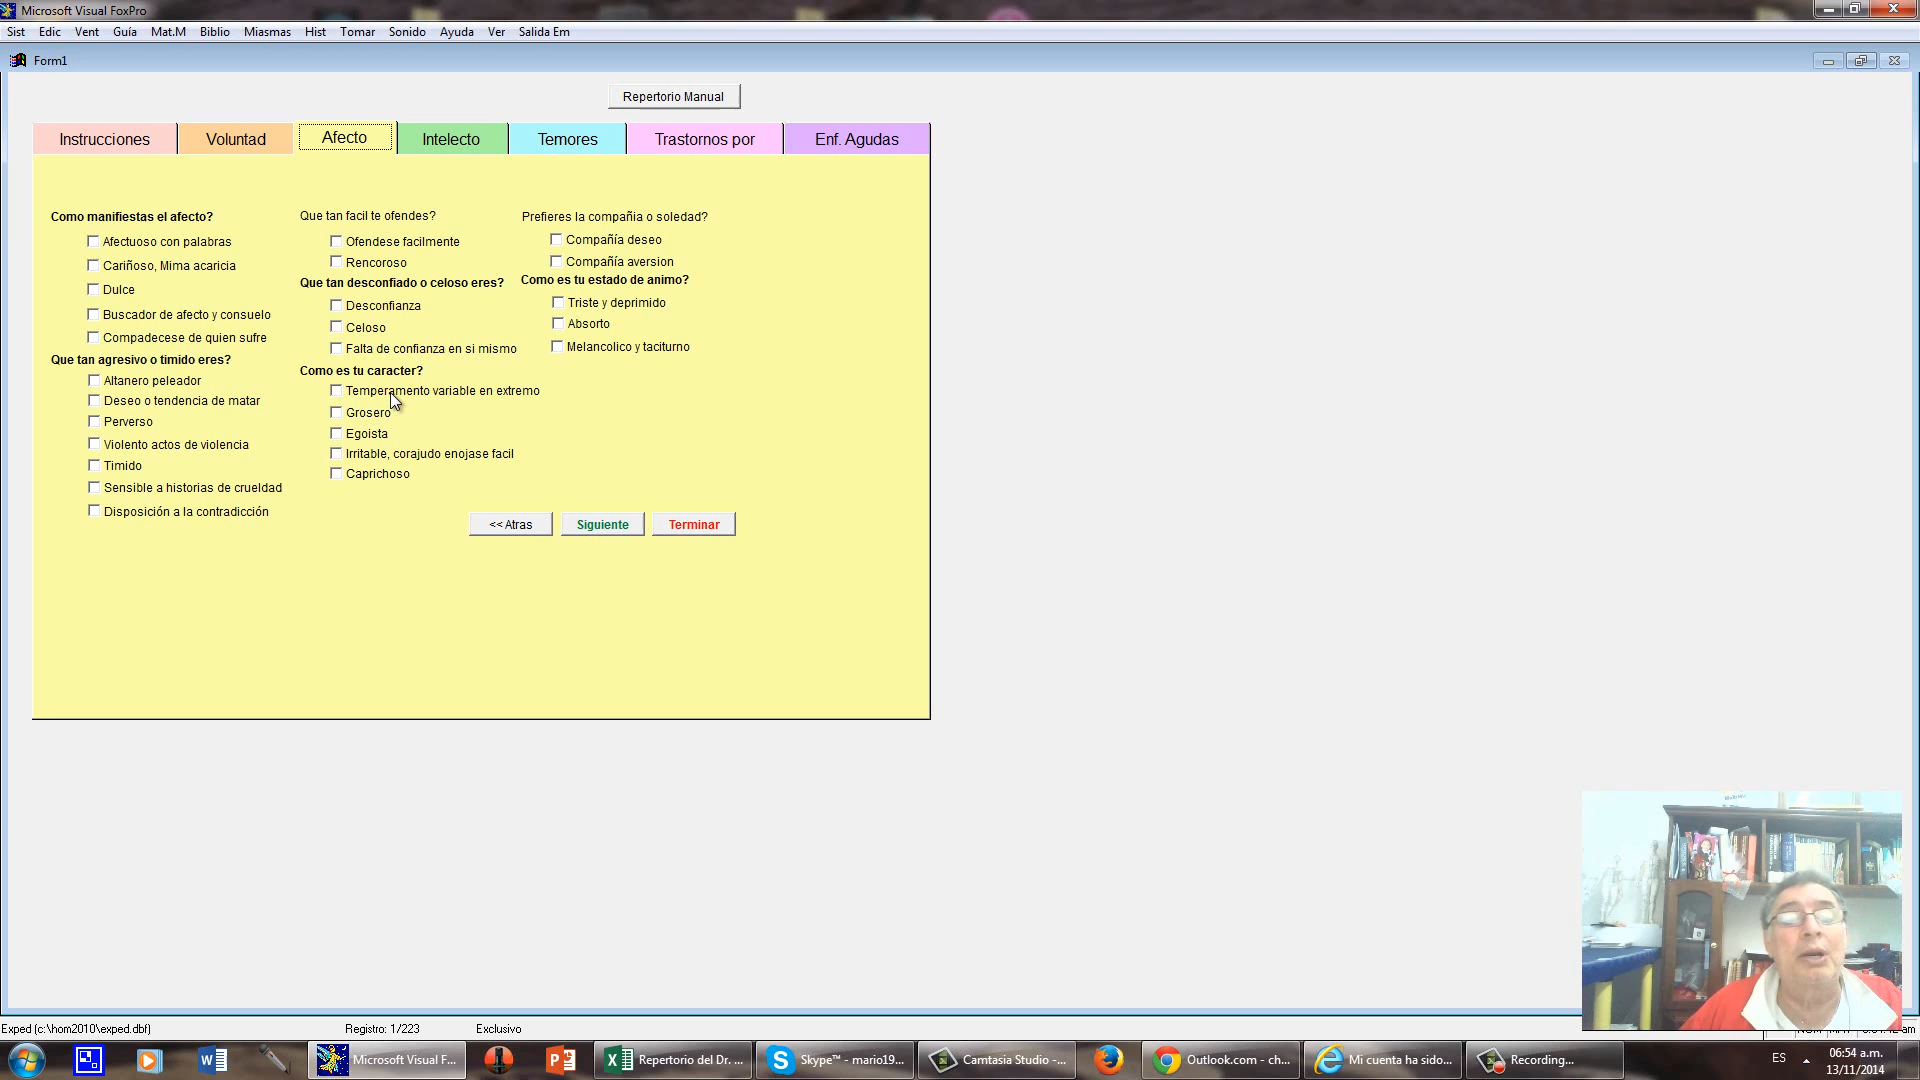 Microsoft Visual FoxPro
Sist Edic Vent Guía Mat.M Biblio Miasmas Hist Tomar Sonido Ayuda Ver Salida Em
Form1
Repertorio Manual
Instrucciones Voluntad Afecto Intelecto Temores Trastornos por Enf. Agudas
Como manifiestas el afecto?
Afectuoso con palabras
Cariñoso, Mima acaricia
Dulce
Buscador de afecto y consuelo
Compadecese de quien sufre
Que tan agresivo o timido eres?
Altanero peleador
Deseo o tendencia de matar
Perverso
Violento actos de violencia
Timido
Sensible a historias de crueldad
Disposición a la contradicción
Que tan facil te ofendes?
Ofendese facilmente
Rencoroso
Que tan desconfiado o celoso eres?
Desconfianza
Celoso
Falta de confianza en si mismo
Como es tu caracter?
Temperamento variable en extremo
Grosero
Egoista
Irritable, corajudo enojase facil
Caprichoso
Prefieres la compañia o soledad?
Compañía deseo
Compañía aversion
Como es tu estado de animo?
Triste y deprimido
Absorto
Melancolico y taciturno
<< Atras Siguiente Terminar
Exped (c:\hom2010\exped.dbf) Registro: 1/223 Exclusivo
Microsoft Visual F... Repertorio del Dr. ... Skype™ - mario19... Camtasia Studio -... Outlook.com - ch... Mi cuenta ha sido... Recording... ES 06:54 a.m.
13/11/2014